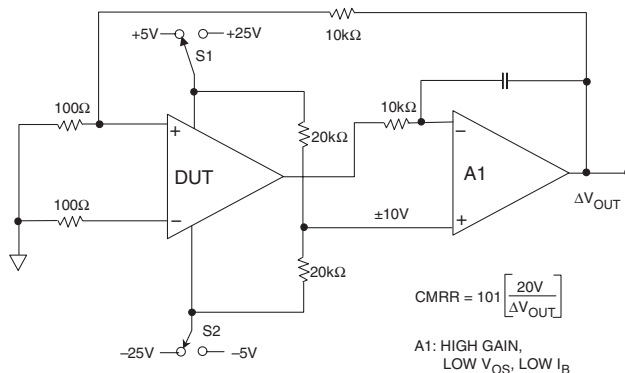 +5V
+25V
S1
10kΩ
100Ω
10kΩ
20kΩ
+
DUT
−
−
A1
+
ΔVOUT
100Ω
±10V
20kΩ
S2
−25V
−5V
CMRR = 101 [20V / ΔVOUT]
A1: HIGH GAIN,
LOW VOS, LOW IB